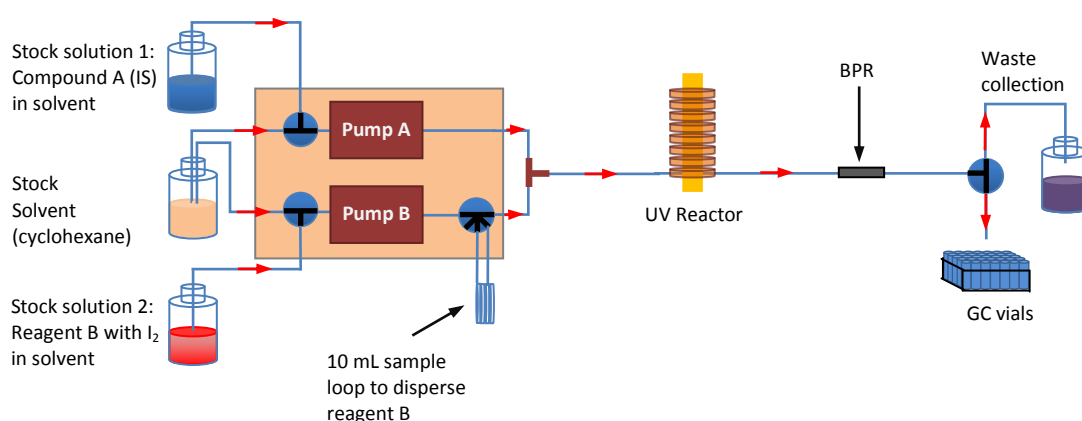 Stock solution 1:
Compound A (IS)
in solvent
Stock
Solvent
(cyclohexane)
Stock solution 2:
Reagent B with I₂
in solvent
Pump A
Pump B
10 mL sample
loop to disperse
reagent B
UV Reactor
BPR
Waste
collection
GC vials